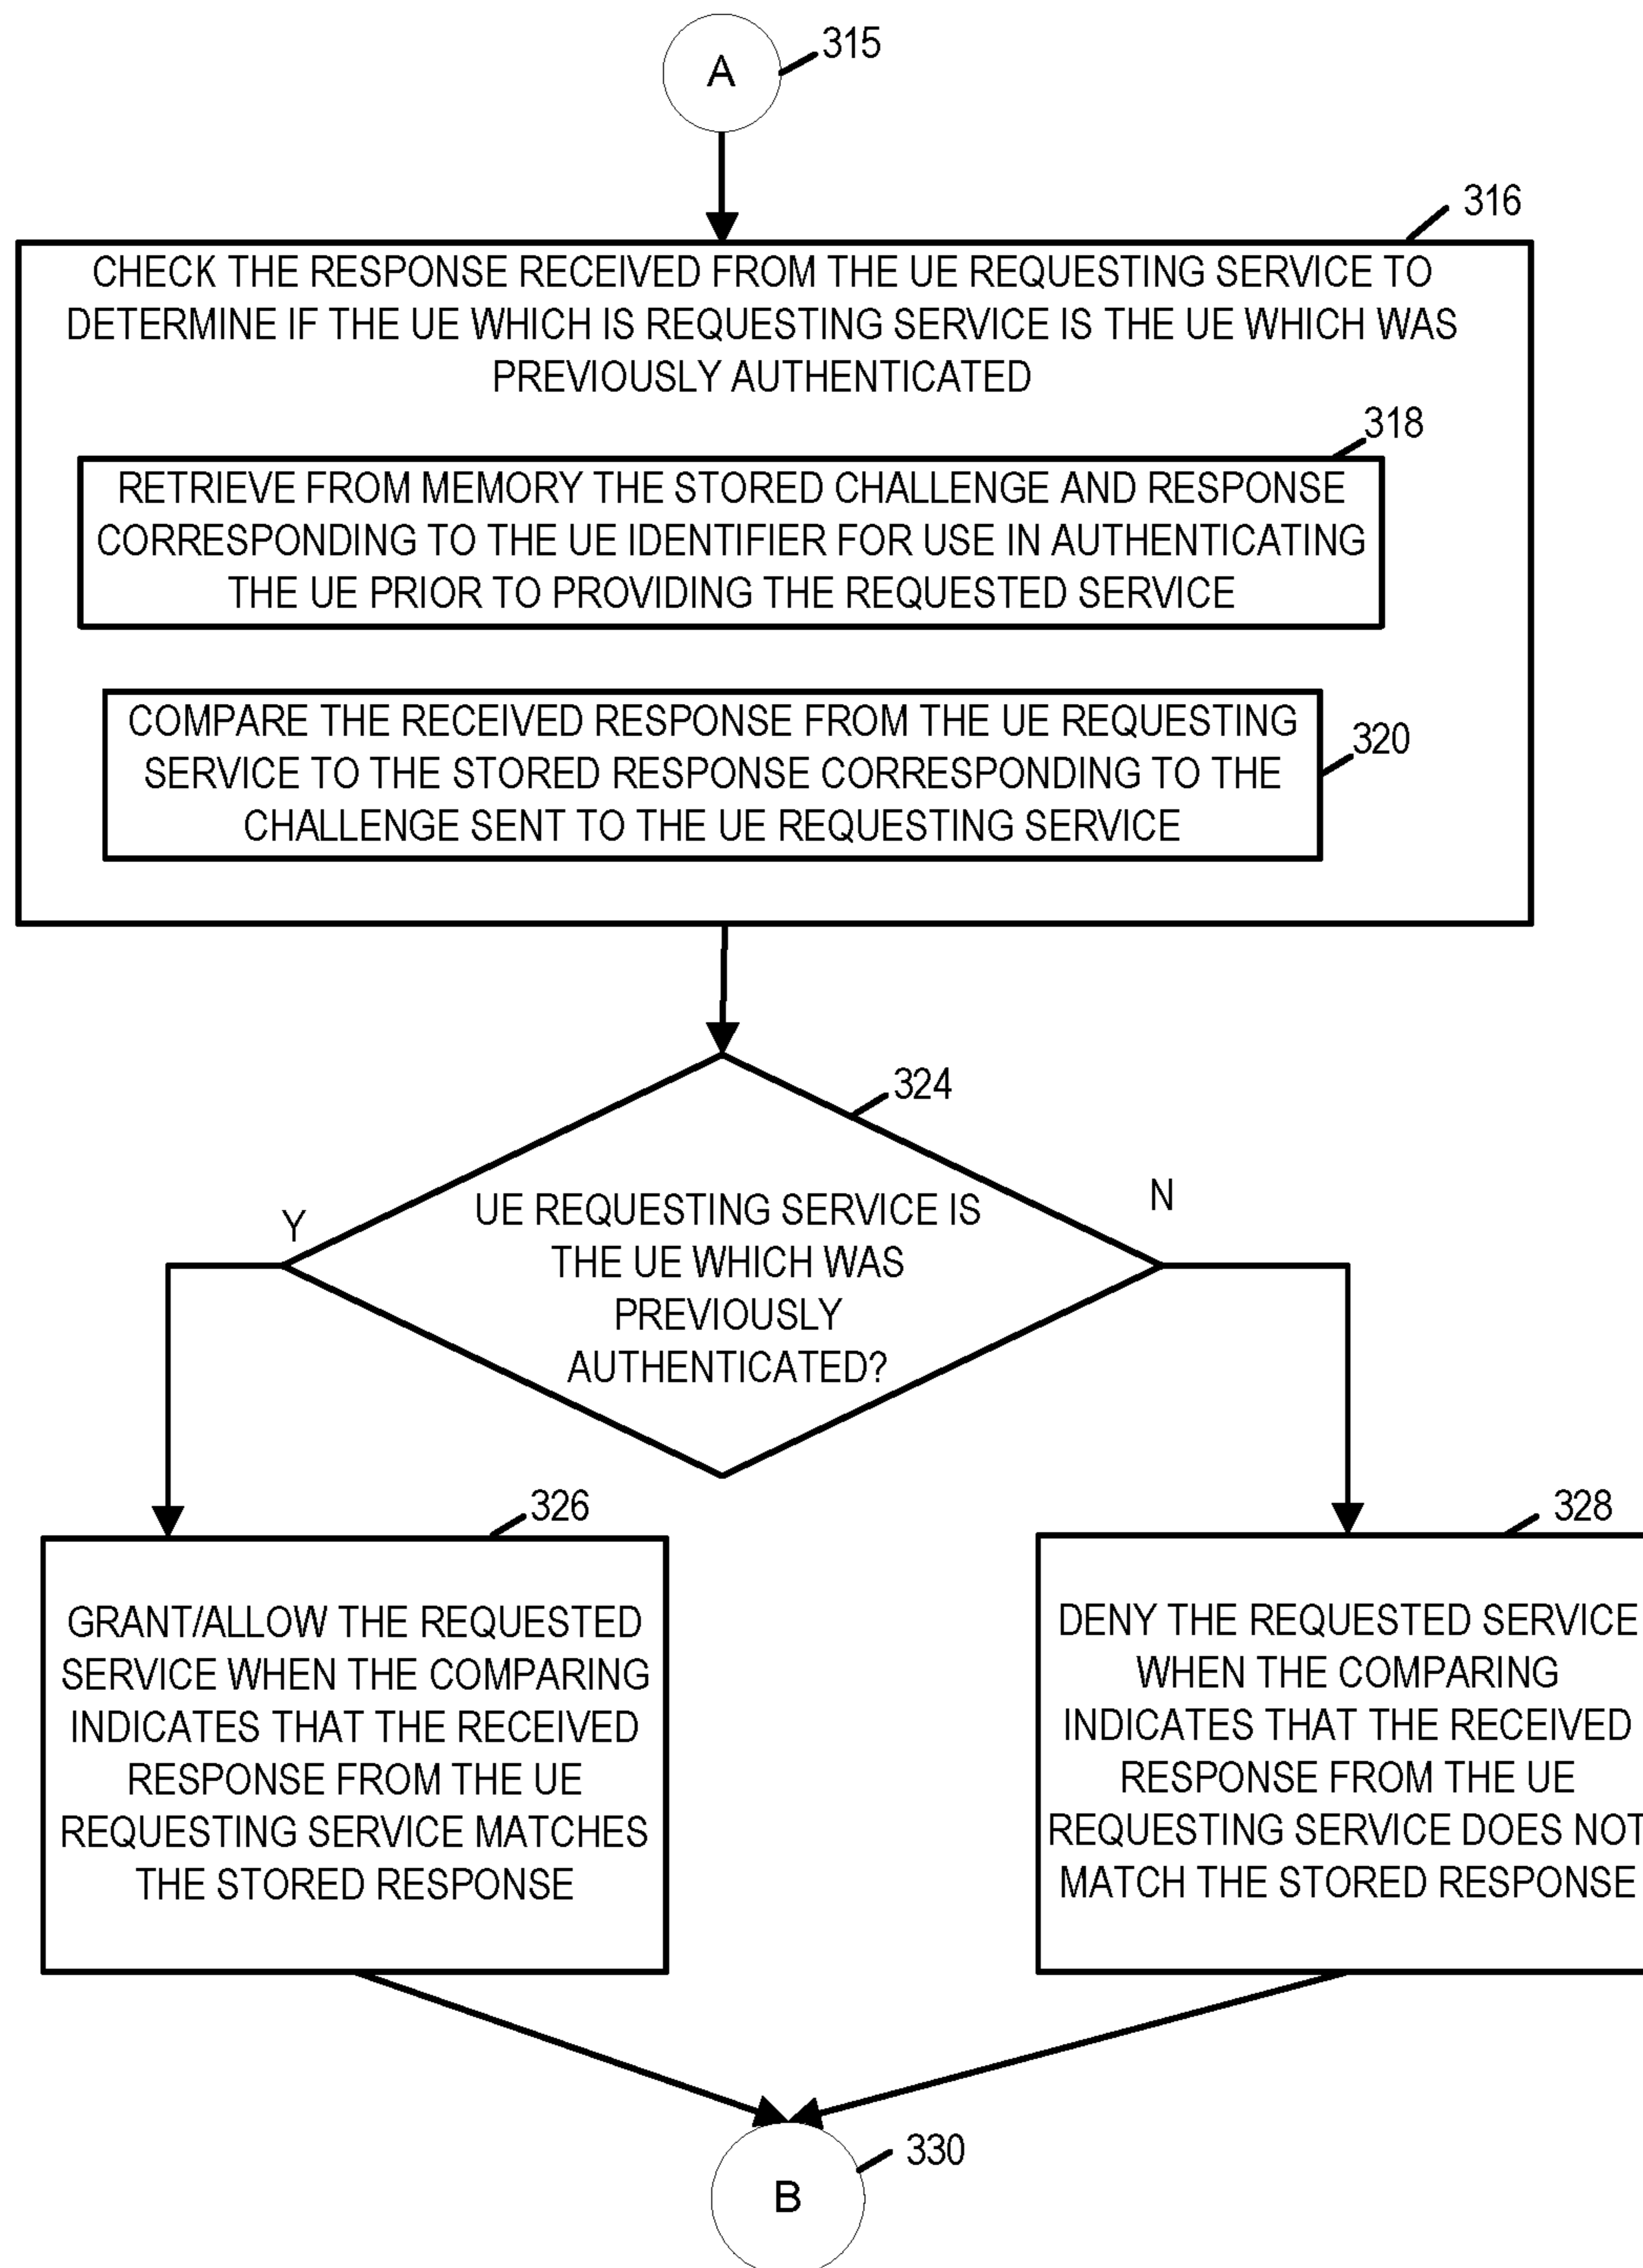 A
315
316
CHECK THE RESPONSE RECEIVED FROM THE UE REQUESTING SERVICE TO
DETERMINE IF THE UE WHICH IS REQUESTING SERVICE IS THE UE WHICH WAS
PREVIOUSLY AUTHENTICATED
318
RETRIEVE FROM MEMORY THE STORED CHALLENGE AND RESPONSE
CORRESPONDING TO THE UE IDENTIFIER FOR USE IN AUTHENTICATING
THE UE PRIOR TO PROVIDING THE REQUESTED SERVICE
COMPARE THE RECEIVED RESPONSE FROM THE UE REQUESTING
SERVICE TO THE STORED RESPONSE CORRESPONDING TO THE
CHALLENGE SENT TO THE UE REQUESTING SERVICE
320
324
Y
N
UE REQUESTING SERVICE IS
THE UE WHICH WAS
PREVIOUSLY
AUTHENTICATED?
326
GRANT/ALLOW THE REQUESTED
SERVICE WHEN THE COMPARING
INDICATES THAT THE RECEIVED
RESPONSE FROM THE UE
REQUESTING SERVICE MATCHES
THE STORED RESPONSE
328
DENY THE REQUESTED SERVICE
WHEN THE COMPARING
INDICATES THAT THE RECEIVED
RESPONSE FROM THE UE
REQUESTING SERVICE DOES NOT
MATCH THE STORED RESPONSE
330
B